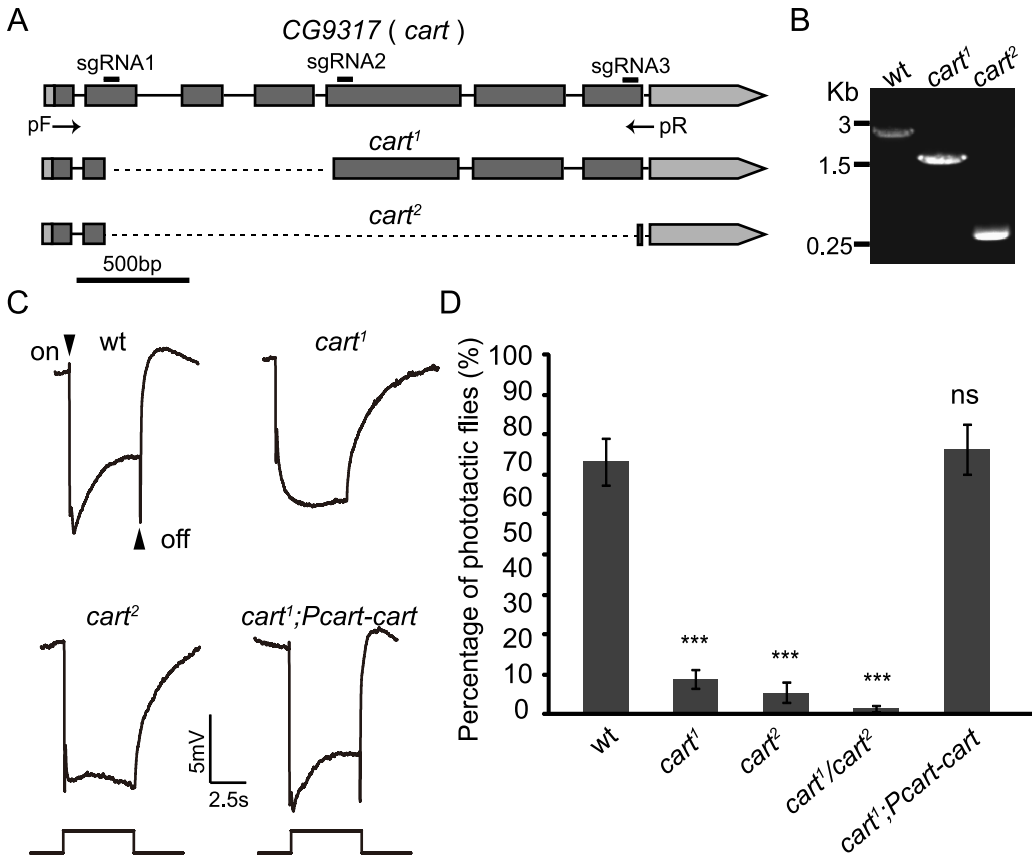 A
CG9317 ( cart )
sgRNA1
sgRNA2
sgRNA3
pF
pR
cart¹
cart²
500bp
B
wt
cart¹
cart²
Kb
3
1.5
0.25
C
on
wt
off
cart¹
cart²
cart¹;Pcart-cart
5mV
2.5s
D
Percentage of phototactic flies (%)
100
90
80
70
60
50
40
30
20
10
0
***
***
***
ns
wt
cart¹
cart²
cart¹/cart²
cart¹;Pcart-cart